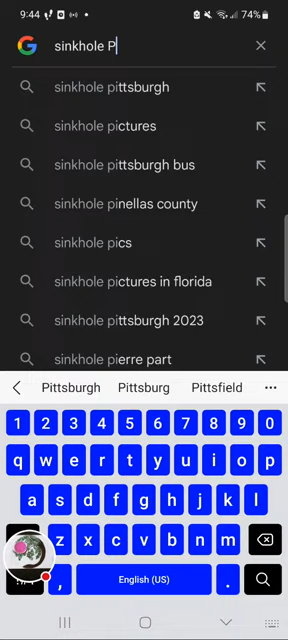 9:44 74%
sinkhole P
sinkhole pittsburgh
sinkhole pictures
sinkhole pittsburgh bus
sinkhole pinellas county
sinkhole pics
sinkhole pictures in florida
sinkhole pittsburgh 2023
sinkhole pierre part
Pittsburgh Pittsburg Pittsfield
1 2 3 4 5 6 7 8 9 0
q w e r t y u i o p
a s d f g h j k l
z x c v b n m
, English (US) .